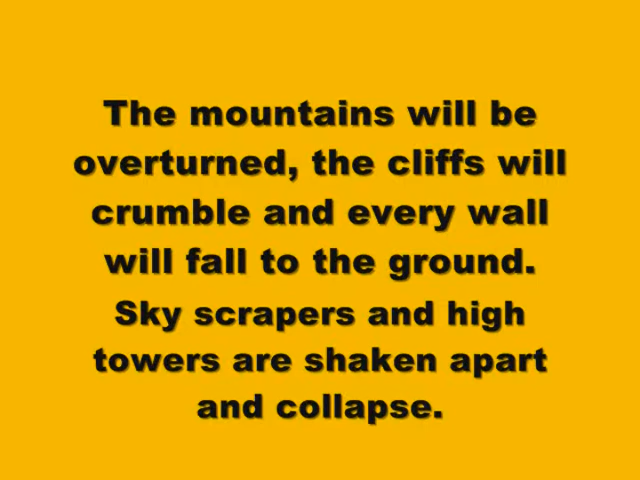 The mountains will be
overturned, the cliffs will
crumble and every wall
will fall to the ground.
Sky scrapers and high
towers are shaken apart
and collapse.